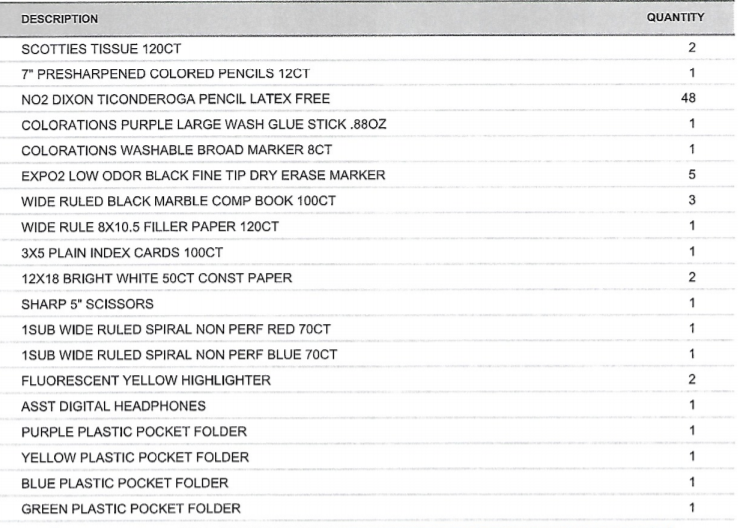 DESCRIPTION QUANTITY
SCOTTIES TISSUE 120CT 2
7" PRESHARPENED COLORED PENCILS 12CT 1
NO2 DIXON TICONDEROGA PENCIL LATEX FREE 48
COLORATIONS PURPLE LARGE WASH GLUE STICK .88OZ 1
COLORATIONS WASHABLE BROAD MARKER 8CT 1
EXPO2 LOW ODOR BLACK FINE TIP DRY ERASE MARKER 5
WIDE RULED BLACK MARBLE COMP BOOK 100CT 3
WIDE RULE 8X10.5 FILLER PAPER 120CT 1
3X5 PLAIN INDEX CARDS 100CT 1
12X18 BRIGHT WHITE 50CT CONST PAPER 2
SHARP 5" SCISSORS 1
1SUB WIDE RULED SPIRAL NON PERF RED 70CT 1
1SUB WIDE RULED SPIRAL NON PERF BLUE 70CT 1
FLUORESCENT YELLOW HIGHLIGHTER 2
ASST DIGITAL HEADPHONES 1
PURPLE PLASTIC POCKET FOLDER 1
YELLOW PLASTIC POCKET FOLDER 1
BLUE PLASTIC POCKET FOLDER 1
GREEN PLASTIC POCKET FOLDER 1